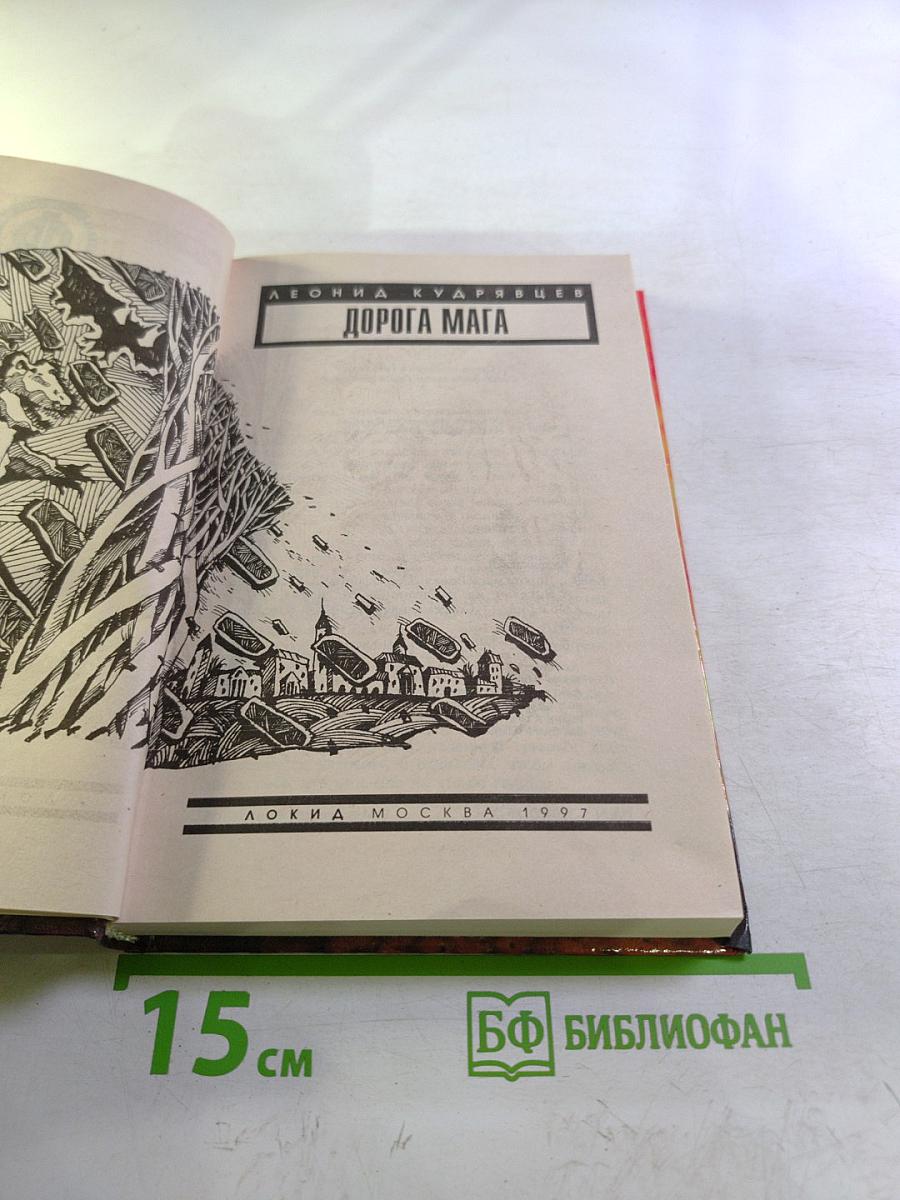 ЛЕОНИД КУДРЯВЦЕВ
ДОРОГА МАГА
ЛОКИД МОСКВА 1997
15 см
БФ БИБЛИОФАН